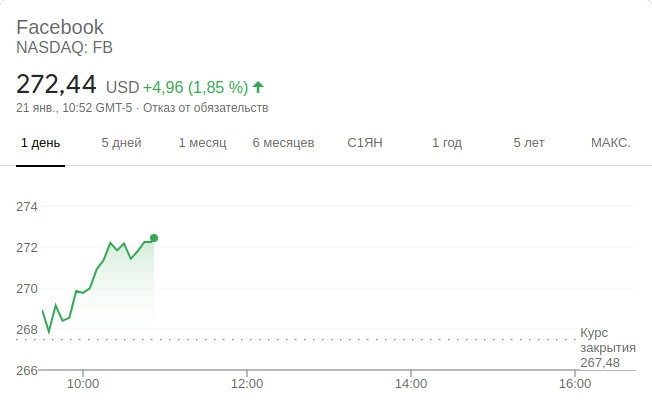 Facebook
NASDAQ: FB
272,44 USD +4,96 (1,85 %)
21 янв., 10:52 GMT-5 · Отказ от обязательств
1 день 5 дней 1 месяц 6 месяцев С1ЯН 1 год 5 лет МАКС.
274
272
270
268
Курс
закрытия
267,48
266
10:00 12:00 14:00 16:00